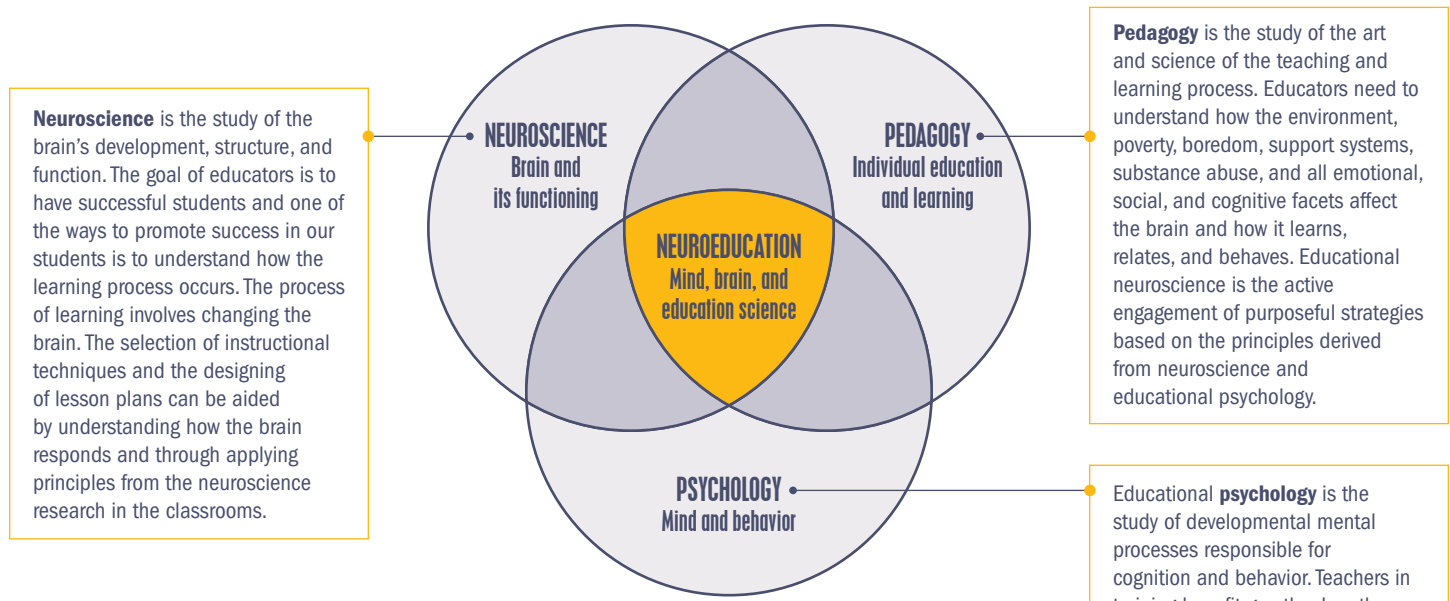 Neuroscience is the study of the
brain's development, structure, and
function. The goal of educators is to
have successful students and one of
the ways to promote success in our
students is to understand how the
learning process occurs. The process
of learning involves changing the
brain. The selection of instructional
techniques and the designing
of lesson plans can be aided
by understanding how the brain
responds and through applying
principles from the neuroscience
research in the classrooms.
NEUROSCIENCE
Brain and
its functioning
PEDAGOGY
Individual education
and learning
NEUROEDUCATION
Mind, brain, and
education science
PSYCHOLOGY
Mind and behavior
Pedagogy is the study of the art
and science of the teaching and
learning process. Educators need to
understand how the environment,
poverty, boredom, support systems,
substance abuse, and all emotional,
social, and cognitive facets affect
the brain and how it learns,
relates, and behaves. Educational
neuroscience is the active
engagement of purposeful strategies
based on the principles derived
from neuroscience and
educational psychology.
Educational psychology is the
study of developmental mental
processes responsible for
cognition and behavior. Teachers in